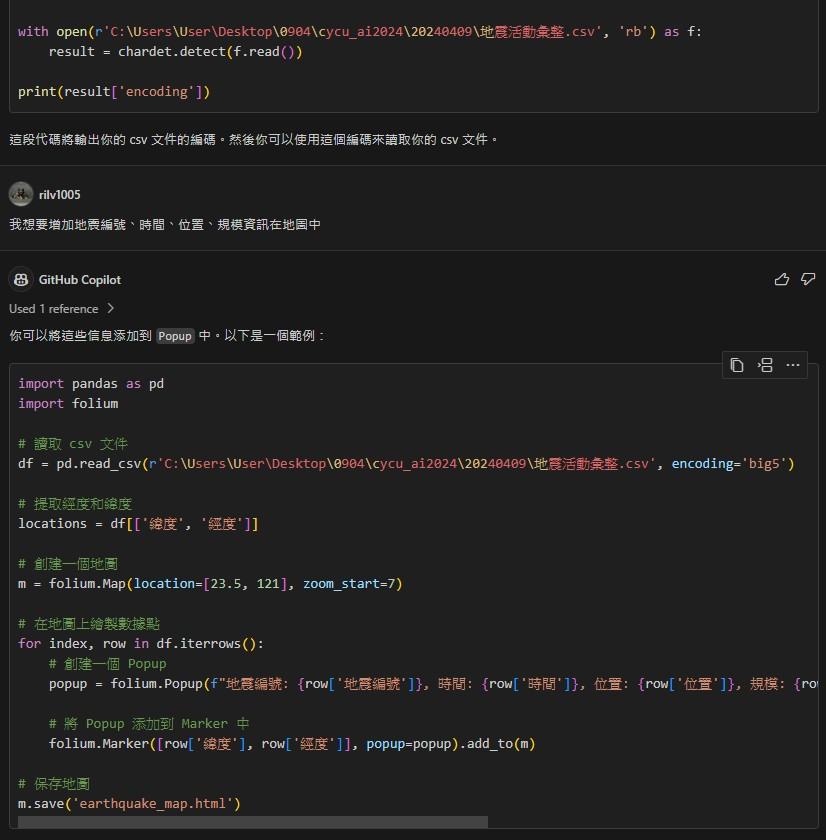 with open(r'C:\Users\User\Desktop\0904\cycu_ai2024\20240409\地震活動彙整.csv', 'rb') as f:
    result = chardet.detect(f.read())
print(result['encoding'])
這段代碼將輸出你的 csv 文件的編碼。然後你可以使用這個編碼來讀取你的 csv 文件。
rilv1005
我想要增加地震編號、時間、位置、規模資訊在地圖中
GitHub Copilot
Used 1 reference
你可以將這些信息添加到 Popup 中。以下是一個範例：
import pandas as pd
import folium
# 讀取 csv 文件
df = pd.read_csv(r'C:\Users\User\Desktop\0904\cycu_ai2024\20240409\地震活動彙整.csv', encoding='big5')
# 提取經度和緯度
locations = df[['緯度', '經度']]
# 創建一個地圖
m = folium.Map(location=[23.5, 121], zoom_start=7)
# 在地圖上繪製數據點
for index, row in df.iterrows():
    # 創建一個 Popup
    popup = folium.Popup(f"地震編號: {row['地震編號']}, 時間: {row['時間']}, 位置: {row['位置']}, 規模: {ro
    # 將 Popup 添加到 Marker 中
    folium.Marker([row['緯度'], row['經度']], popup=popup).add_to(m)
# 保存地圖
m.save('earthquake_map.html')